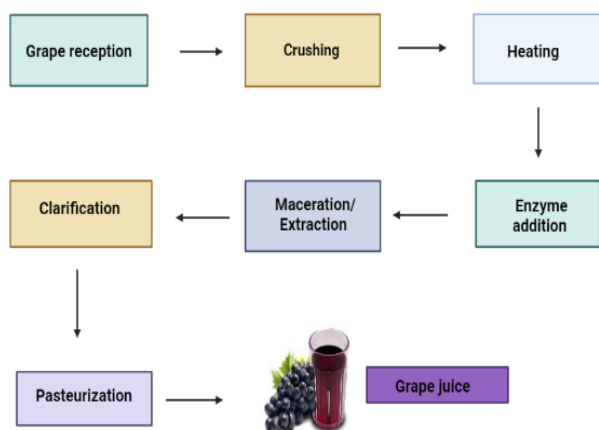 Grape reception
Crushing
Heating
Enzyme
addition
Maceration/
Extraction
Clarification
Pasteurization
Grape juice